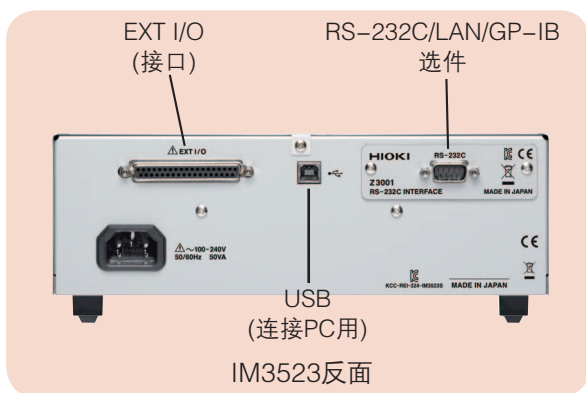 EXT I/O
(接口)
RS-232C/LAN/GP-IB
选件
⚠EXT I/O
HIOKI
RS-232C
CE
Z3001
RS-232C INTERFACE
MADE IN JAPAN
⚠～100-240V
50/60Hz 50VA
CE
KCC-REI-324-IM3523S
MADE IN JAPAN
USB
(连接PC用)
IM3523反面